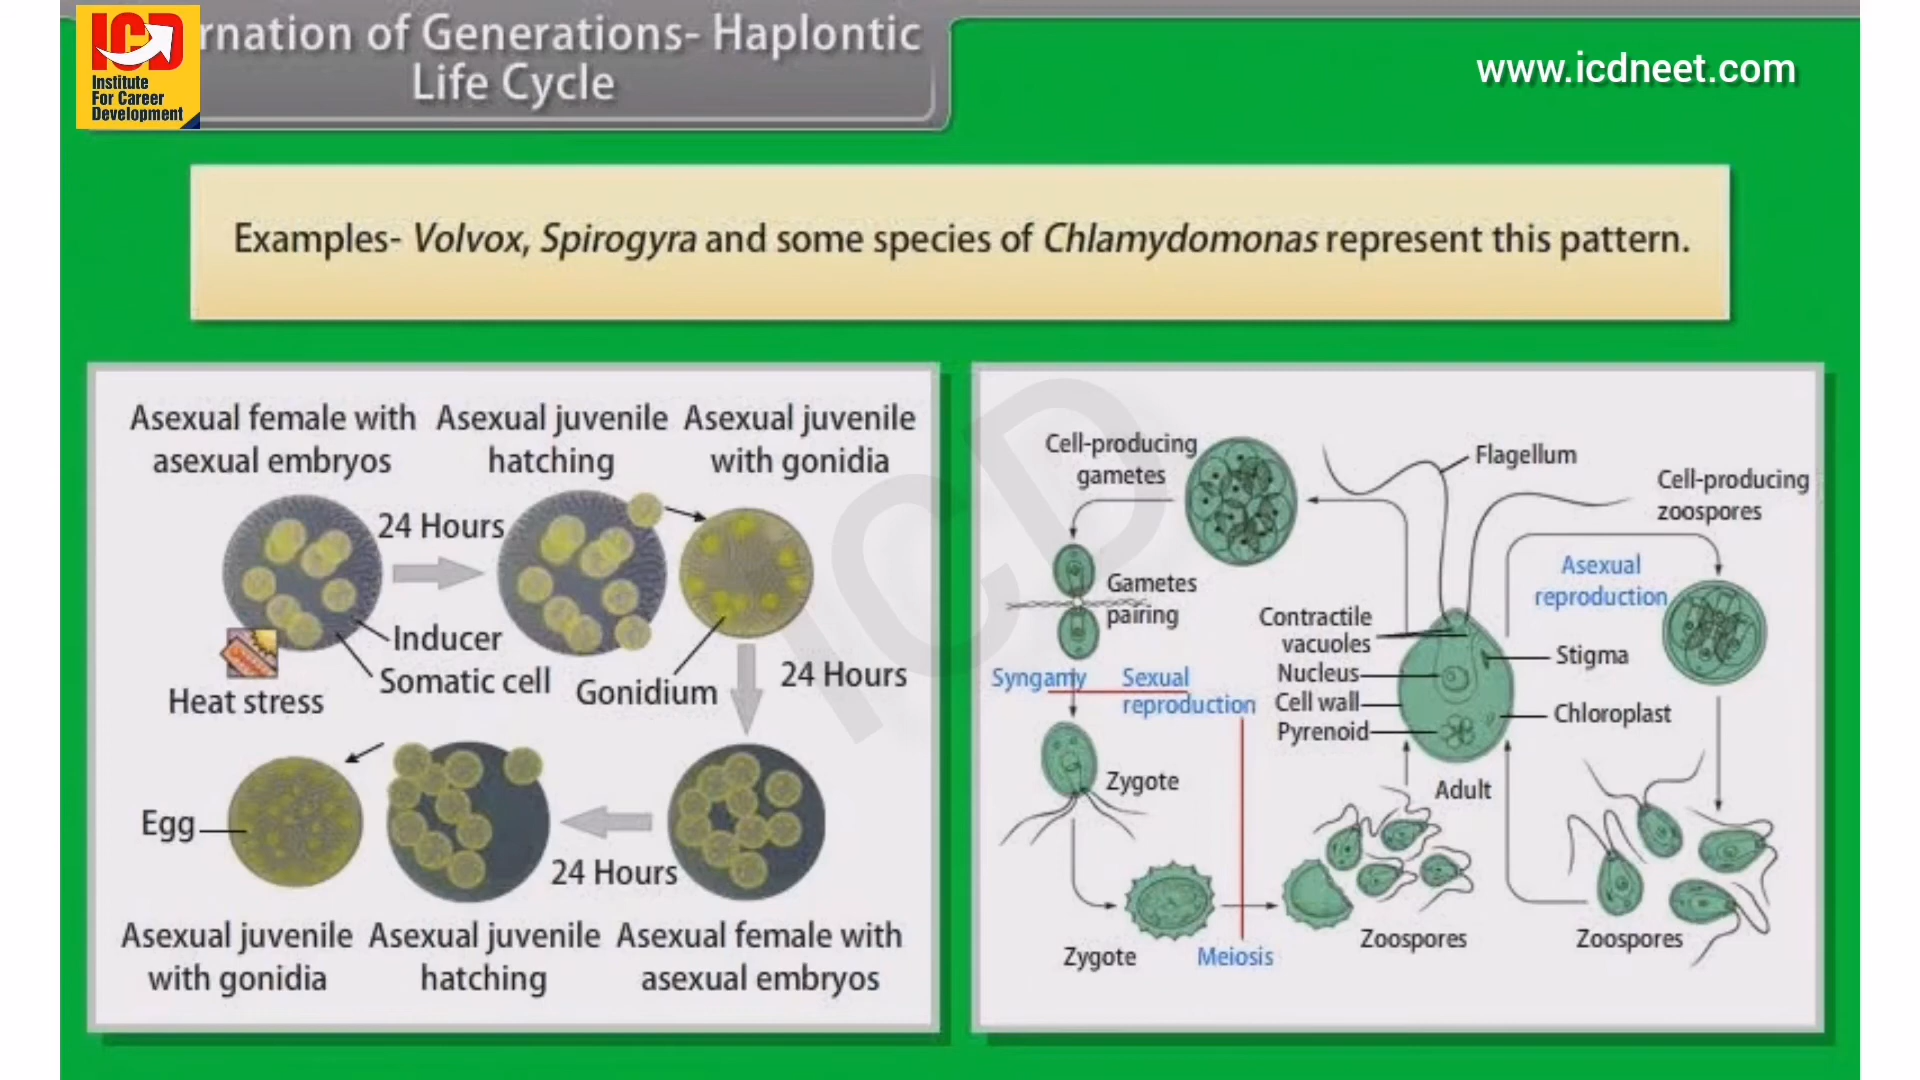 rnation of Generations- Haplontic
Life Cycle
ICD
Institute
For Career
Development
www.icdneet.com
Examples- Volvox, Spirogyra and some species of Chlamydomonas represent this pattern.
Asexual female with
asexual embryos
Asexual juvenile
hatching
Asexual juvenile
with gonidia
24 Hours
Inducer
Somatic cell
Heat stress
Gonidium
24 Hours
Egg
24 Hours
Asexual juvenile
with gonidia
Asexual juvenile
hatching
Asexual female with
asexual embryos
ICD
Cell-producing
gametes
Flagellum
Cell-producing
zoospores
Asexual
reproduction
Gametes
pairing
Contractile
vacuoles
Nucleus
Cell wall
Pyrenoid
Stigma
Chloroplast
Syngamy
Sexual
reproduction
Zygote
Adult
Zygote
Meiosis
Zoospores
Zoospores